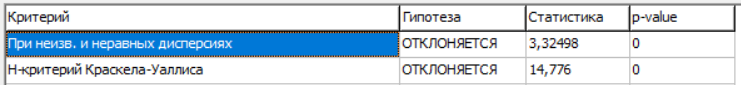 Критерий Гипотеза Статистика p-value
При неизв. и неравных дисперсиях ОТКЛОНЯЕТСЯ 3,32498 0
H-критерий Краскела-Уаллиса ОТКЛОНЯЕТСЯ 14,776 0